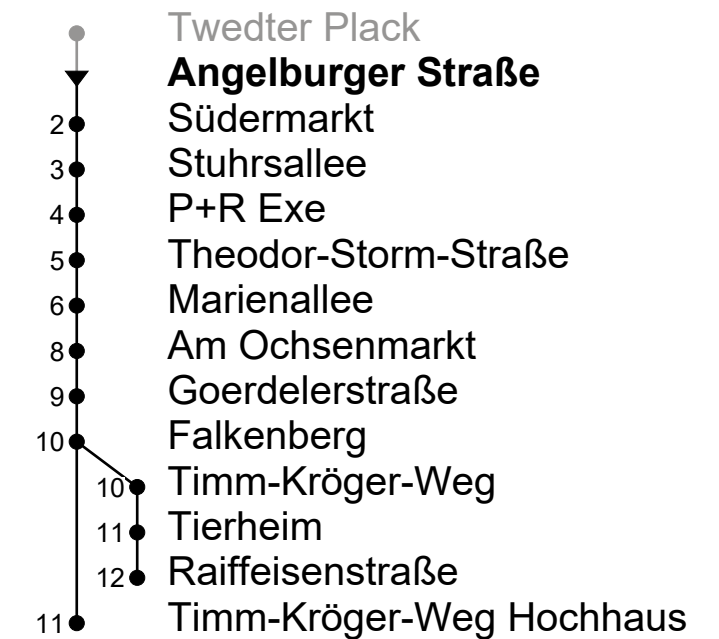 Twedter Plack
Angelburger Straße
2 Südermarkt
3 Stuhrsallee
4 P+R Exe
5 Theodor-Storm-Straße
6 Marienallee
8 Am Ochsenmarkt
9 Goerdelerstraße
10 Falkenberg
10 Timm-Kröger-Weg
11 Tierheim
12 Raiffeisenstraße
11 Timm-Kröger-Weg Hochhaus